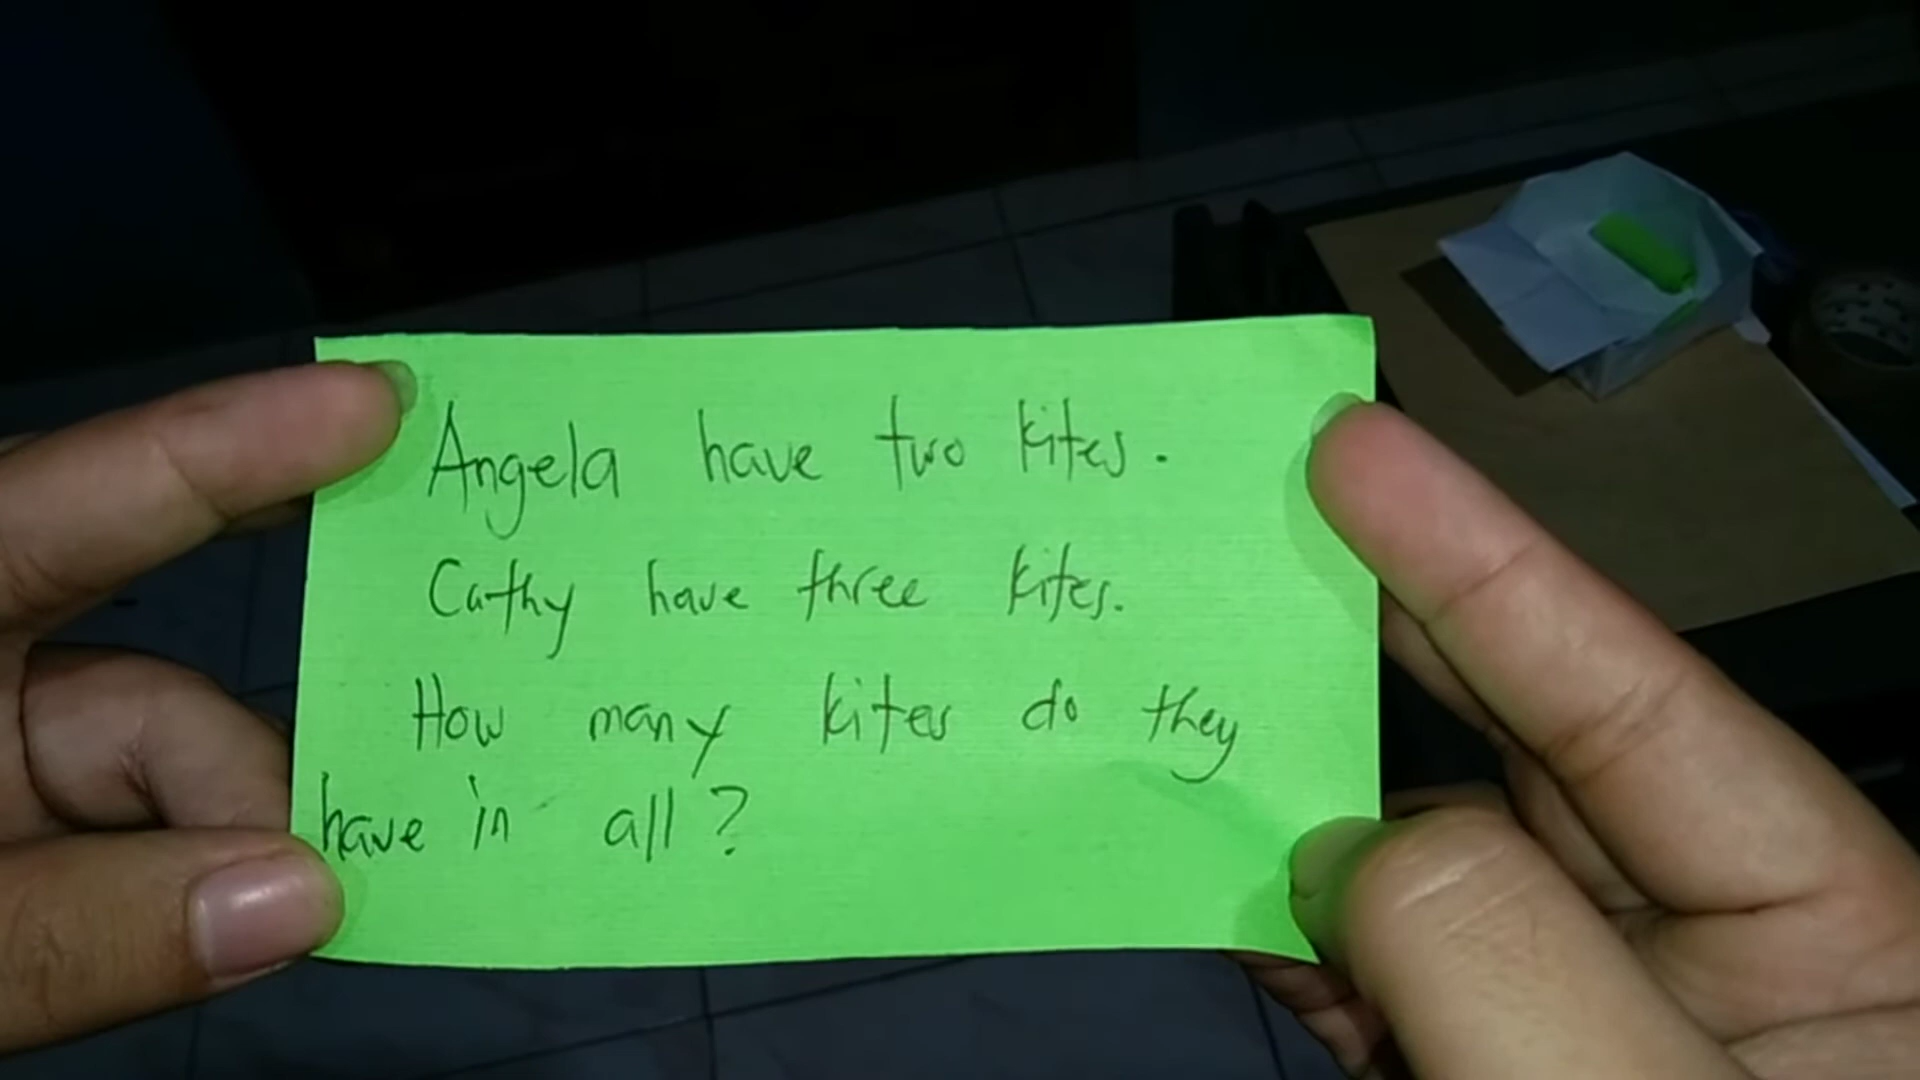 Angela have two kites.
Cathy have three kites.
How many kites do they
have in all?